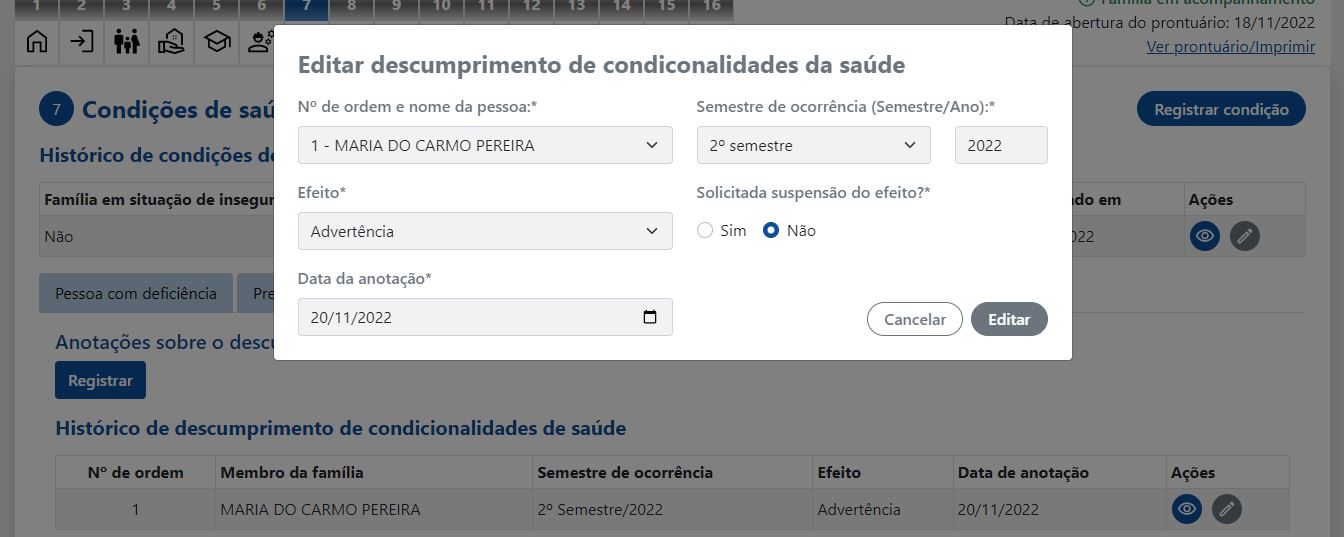 1 2 3 4 5 6 7 8 9 10 11 12 13 14 15 16
Família em acompanhamento
Data de abertura do prontuário: 18/11/2022
Ver prontuário/Imprimir
Editar descumprimento de condiconalidades da saúde
Nº de ordem e nome da pessoa:*
Semestre de ocorrência (Semestre/Ano):*
1 - MARIA DO CARMO PEREIRA
2º semestre
2022
Efeito*
Solicitada suspensão do efeito?*
Advertência
Sim
Não
Data da anotação*
20/11/2022
Cancelar
Editar
7 Condições de saú
Registrar condição
Histórico de condições de
Família em situação de insegur
ado em
Ações
Não
022
Pessoa com deficiência
Pre
Anotações sobre o descu
Registrar
Histórico de descumprimento de condicionalidades de saúde
Nº de ordem Membro da família Semestre de ocorrência Efeito Data de anotação Ações
1 MARIA DO CARMO PEREIRA 2º Semestre/2022 Advertência 20/11/2022